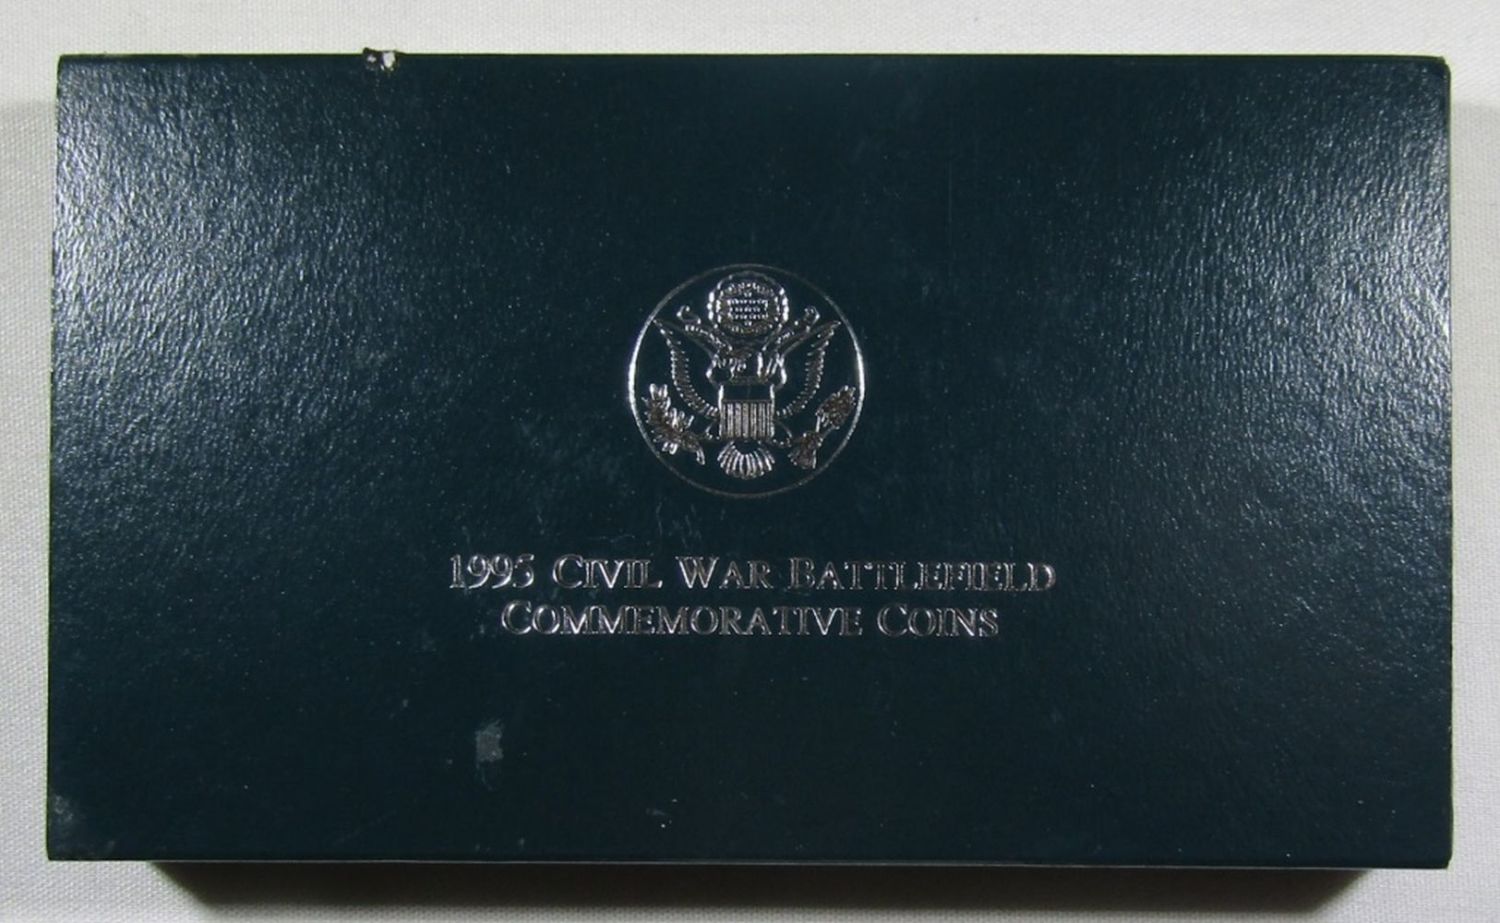 1995 CIVIL WAR BATTLEFIELD
COMMEMORATIVE COINS